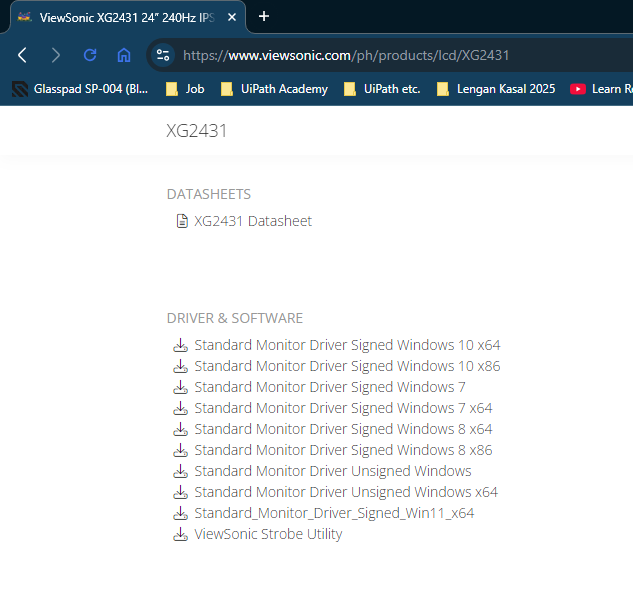 ViewSonic XG2431 24" 240Hz IPS
https://www.viewsonic.com/ph/products/lcd/XG2431
Glasspad SP-004 (Bl... Job UiPath Academy UiPath etc. Lengan Kasal 2025 Learn
XG2431
DATASHEETS
XG2431 Datasheet
DRIVER & SOFTWARE
Standard Monitor Driver Signed Windows 10 x64
Standard Monitor Driver Signed Windows 10 x86
Standard Monitor Driver Signed Windows 7
Standard Monitor Driver Signed Windows 7 x64
Standard Monitor Driver Signed Windows 8 x64
Standard Monitor Driver Signed Windows 8 x86
Standard Monitor Driver Unsigned Windows
Standard Monitor Driver Unsigned Windows x64
Standard_Monitor_Driver_Signed_Win11_x64
ViewSonic Strobe Utility